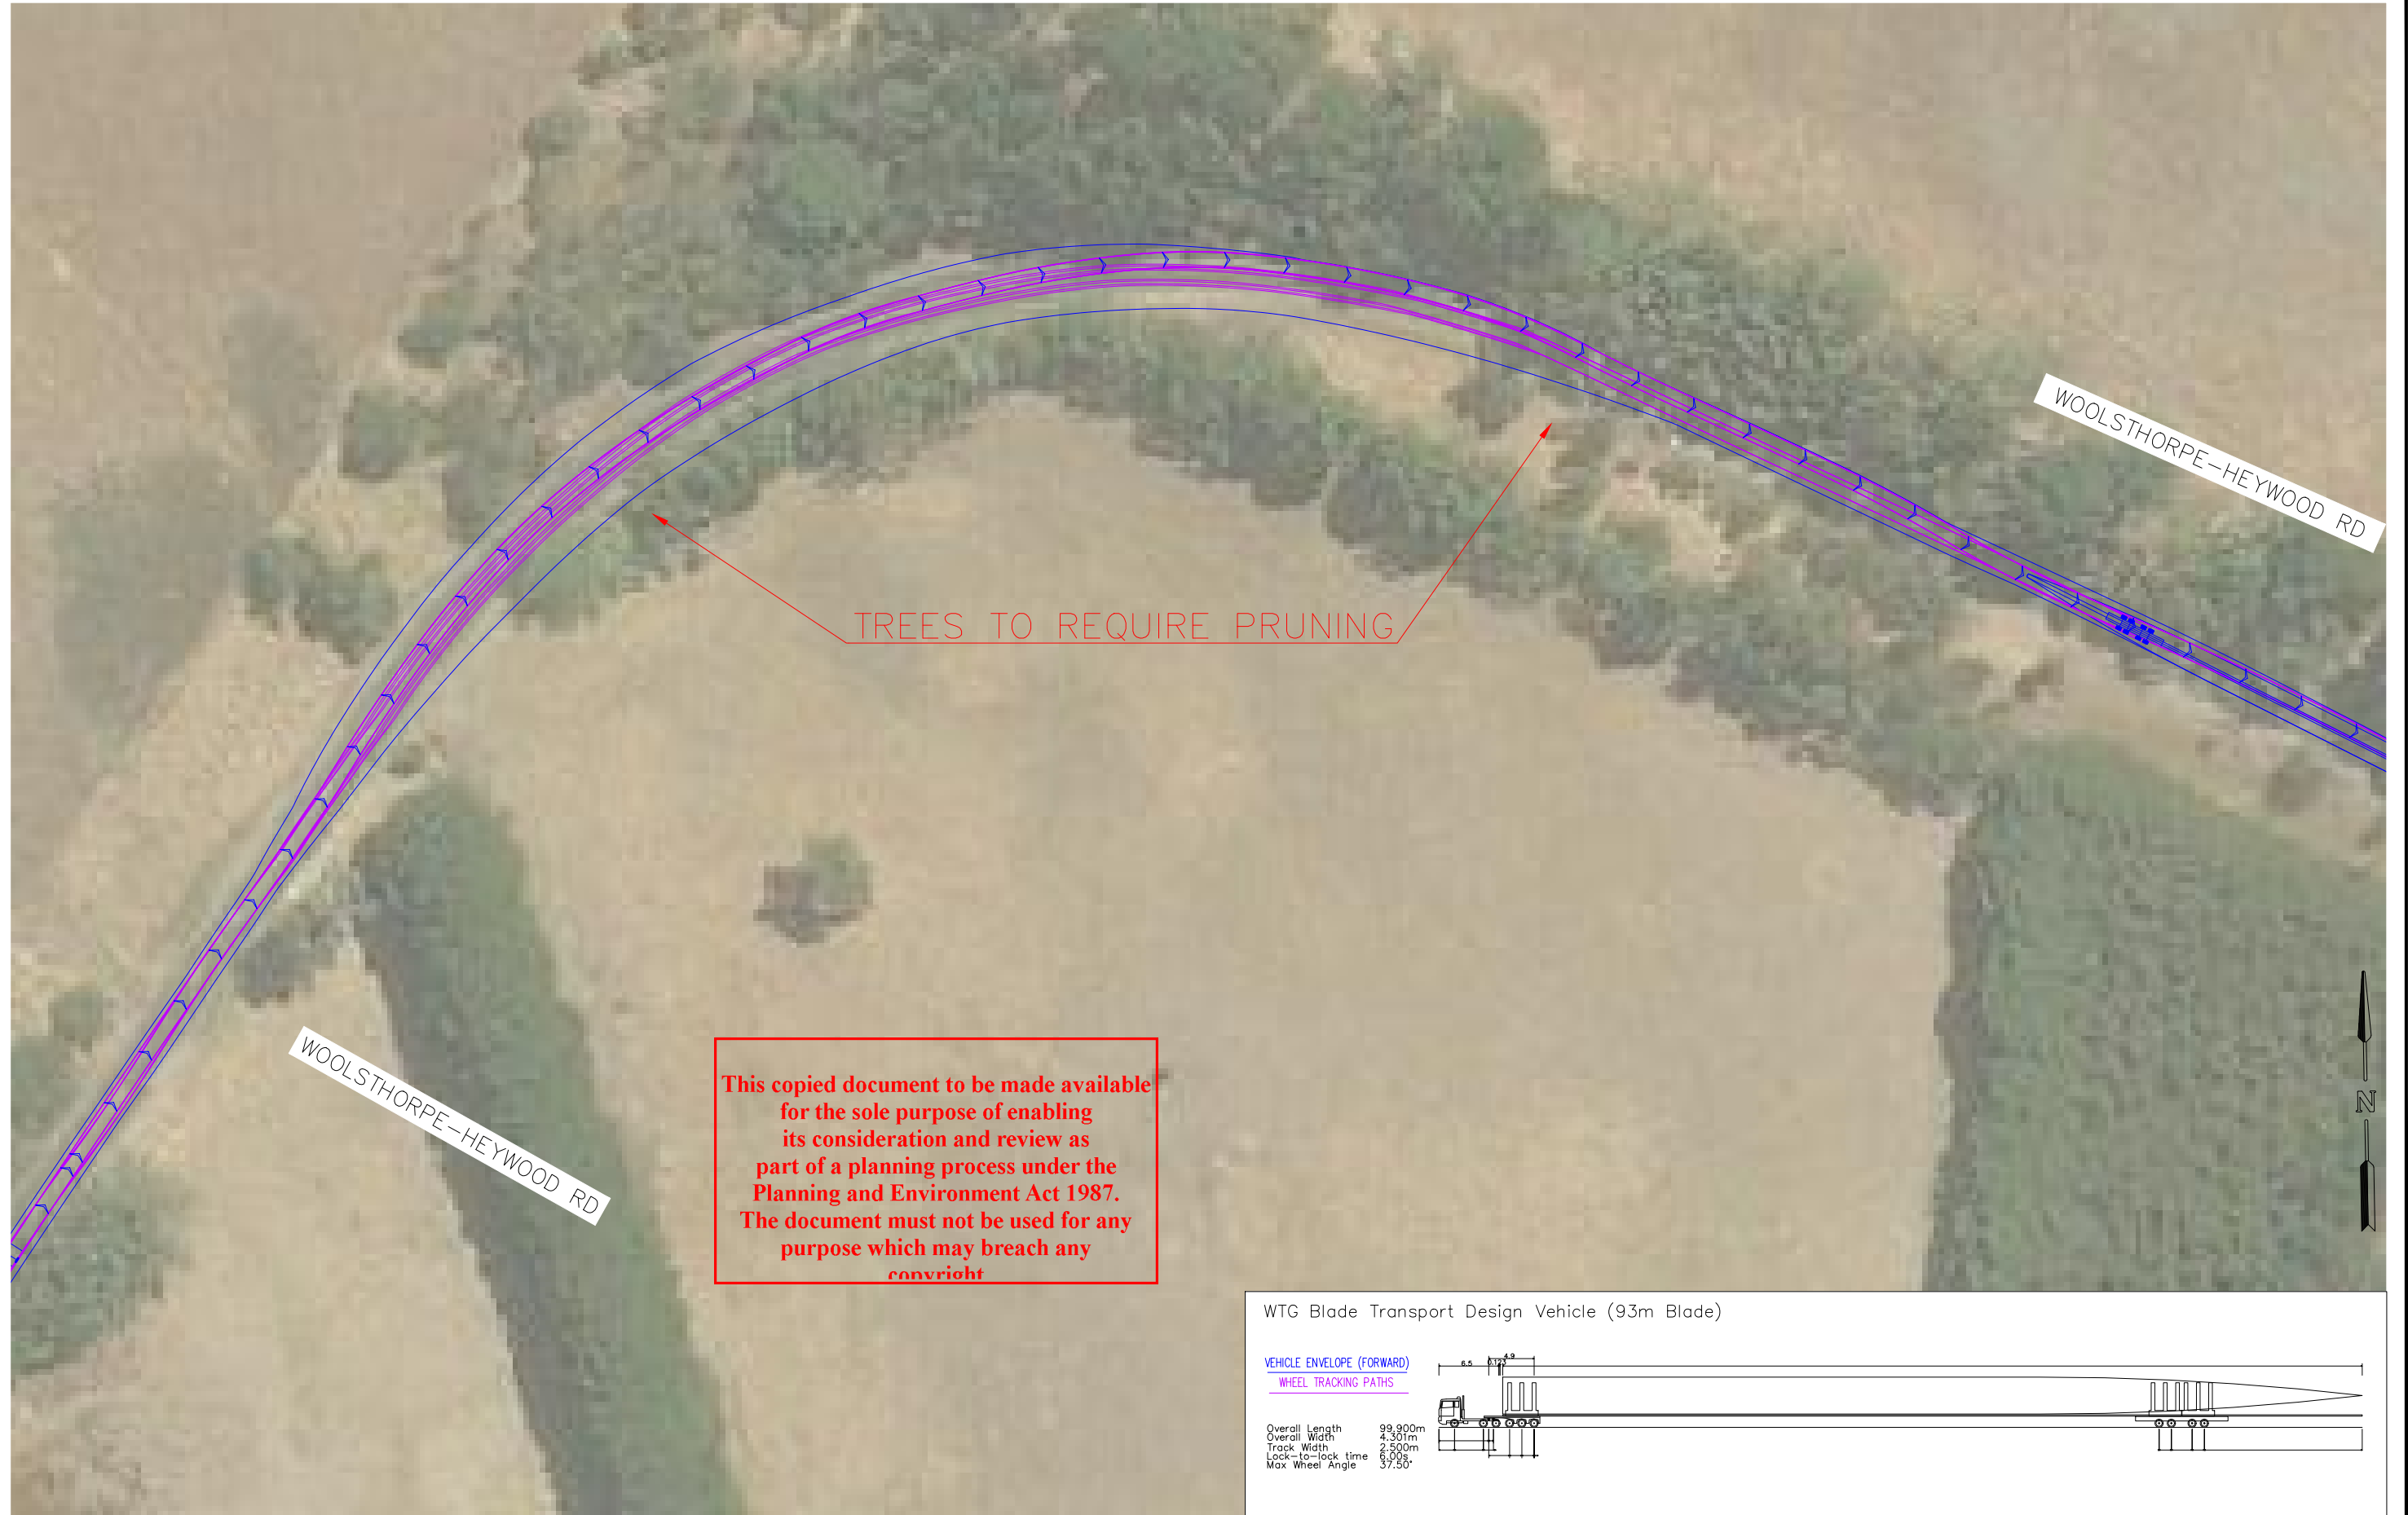 WOOLSTHORPE-HEYWOOD RD
TREES TO REQUIRE PRUNING
WOOLSTHORPE-HEYWOOD RD
This copied document to be made available
for the sole purpose of enabling
its consideration and review as
part of a planning process under the
Planning and Environment Act 1987.
The document must not be used for any
purpose which may breach any
copyright
N
WTG Blade Transport Design Vehicle (93m Blade)
VEHICLE ENVELOPE (FORWARD)
WHEEL TRACKING PATHS
6.5
4.9
Overall Length 99.900m
Overall Width 4.301m
Track Width 2.500m
Lock-to-lock time 6.00s
Max Wheel Angle 37.50°